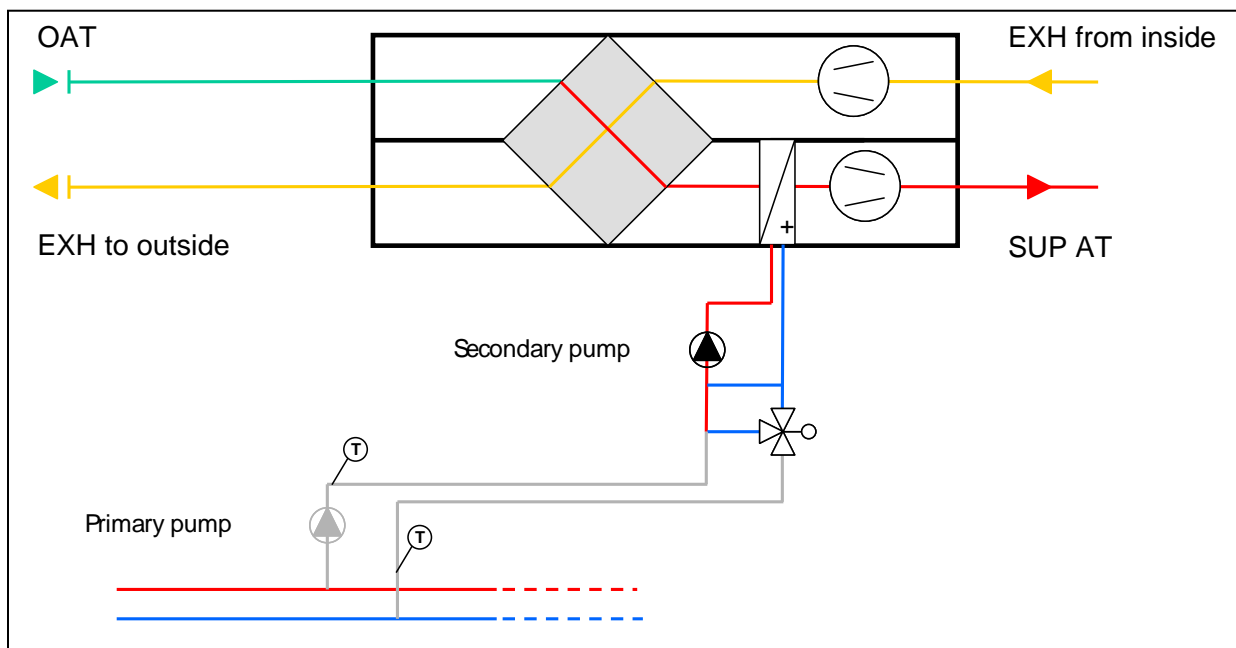 OAT
EXH from inside
EXH to outside
SUP AT
+
Secondary pump
T
Primary pump
T